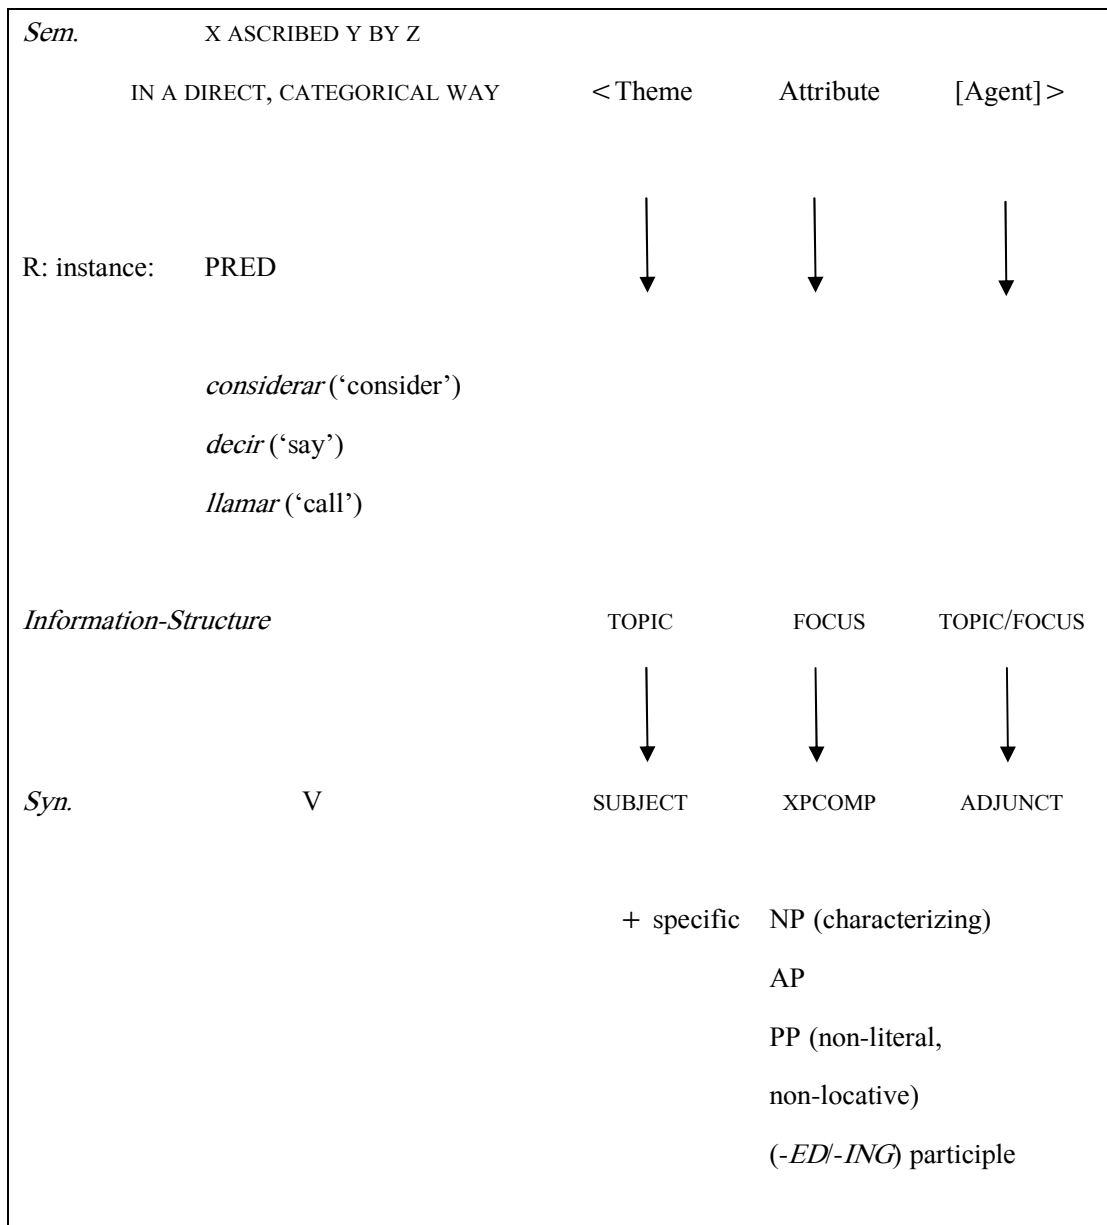 Sem. X ASCRIBED Y BY Z
IN A DIRECT, CATEGORICAL WAY <Theme Attribute [Agent]>
R: instance: PRED
considerar (‘consider’)
decir (‘say’)
llamar (‘call’)
Information-Structure TOPIC FOCUS TOPIC/FOCUS
Syn. V SUBJECT XPCOMP ADJUNCT
+ specific NP (characterizing)
AP
PP (non-literal,
non-locative)
(-ED/-ING) participle